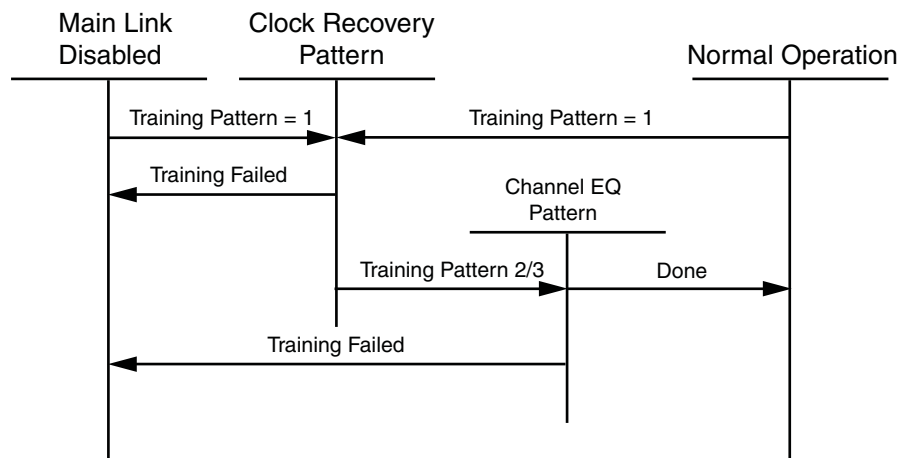 Main Link
Disabled
Clock Recovery
Pattern
Normal Operation
Training Pattern = 1
Training Pattern = 1
Training Failed
Channel EQ
Pattern
Training Pattern 2/3
Done
Training Failed